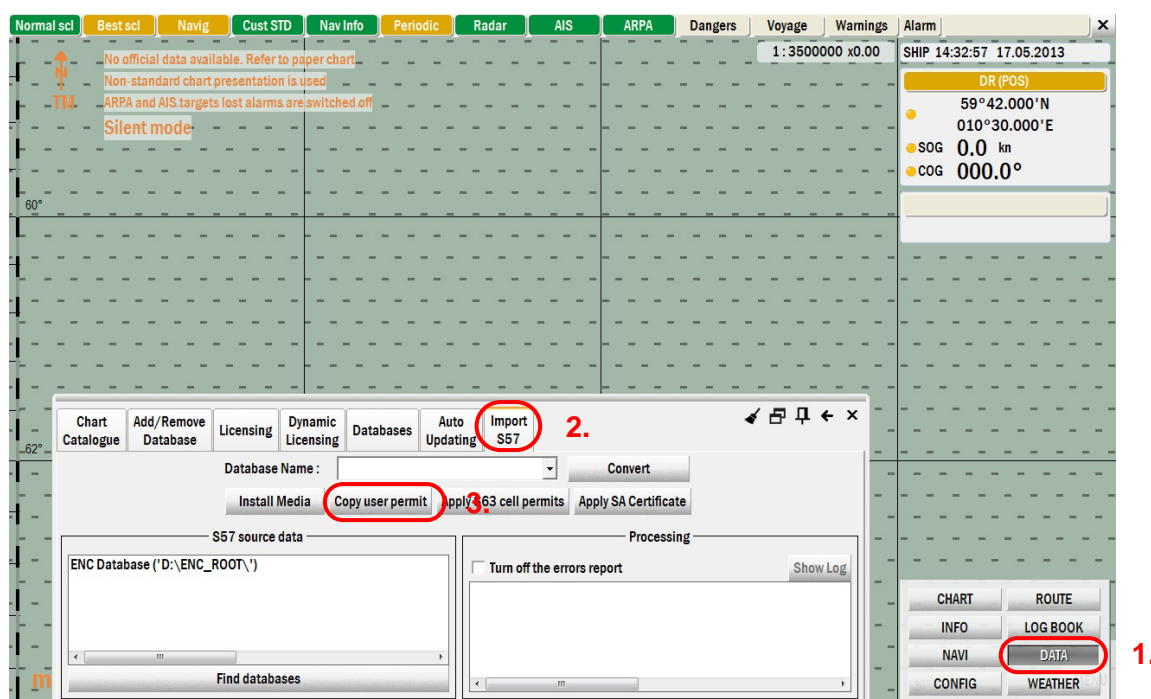 Normal scl Best scl Navig Cust STD Nav Info Periodic Radar AIS ARPA Dangers Voyage Warnings Alarm
1 : 3500000 x0.00
SHIP 14:32:57 17.05.2013
N
TM
No official data available. Refer to paper chart
Non-standard chart presentation is used
ARPA and AIS targets lost alarms are switched off
Silent mode
DR (POS)
59°42.000'N
010°30.000'E
SOG 0.0 kn
COG 000.0°
60°
62°
Chart Catalogue
Add/Remove Database
Licensing
Dynamic Licensing
Databases
Auto Updating
Import S57
2.
Database Name :
Convert
Install Media
Copy user permit
3.
cell permits
Apply SA Certificate
S57 source data
ENC Database ('D:\ENC_ROOT\')
Find databases
Processing
Turn off the errors report
Show Log
CHART ROUTE
INFO LOG BOOK
NAVI DATA
1.
CONFIG WEATHER
m